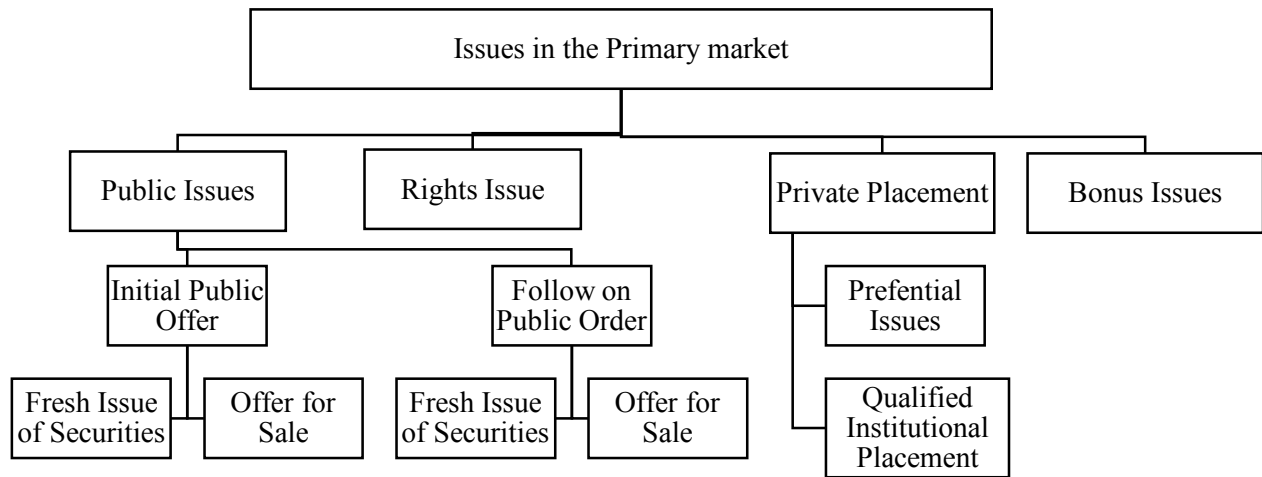 Issues in the Primary market
Public Issues
Rights Issue
Private Placement
Bonus Issues
Initial Public
Offer
Follow on
Public Order
Prefential
Issues
Fresh Issue
of Securities
Offer for
Sale
Fresh Issue
of Securities
Offer for
Sale
Qualified
Institutional
Placement